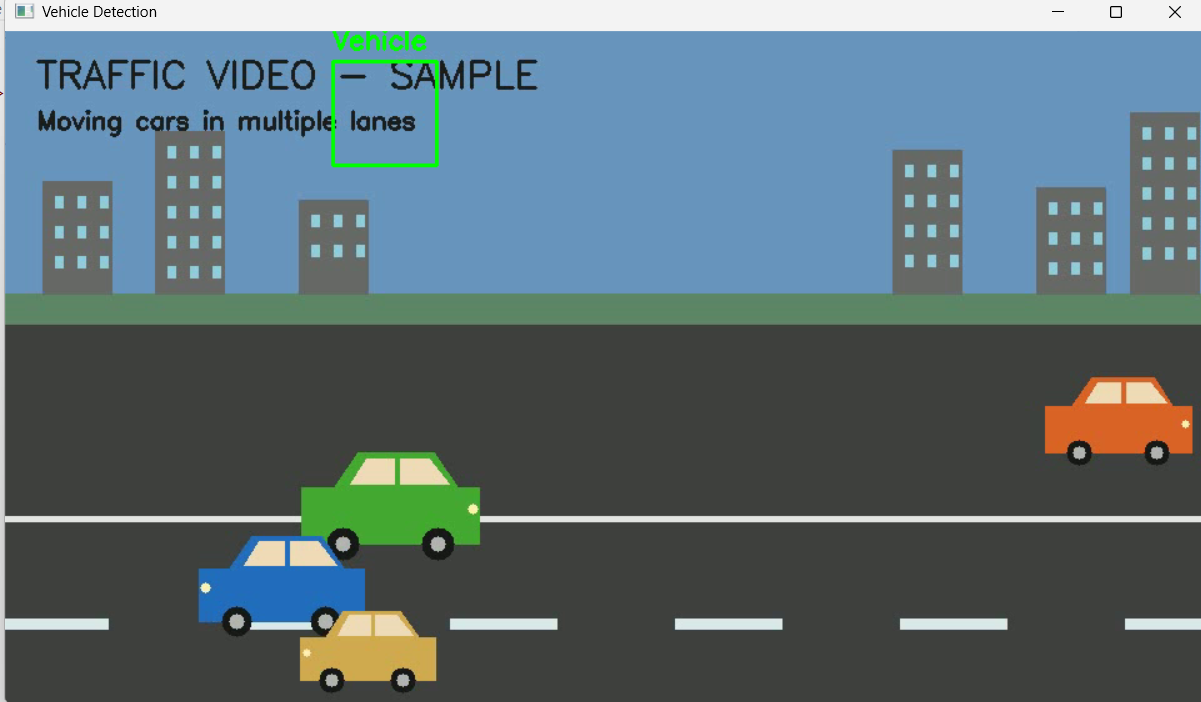 Vehicle Detection
Vehicle
TRAFFIC VIDEO - SAMPLE
Moving cars in multiple lanes